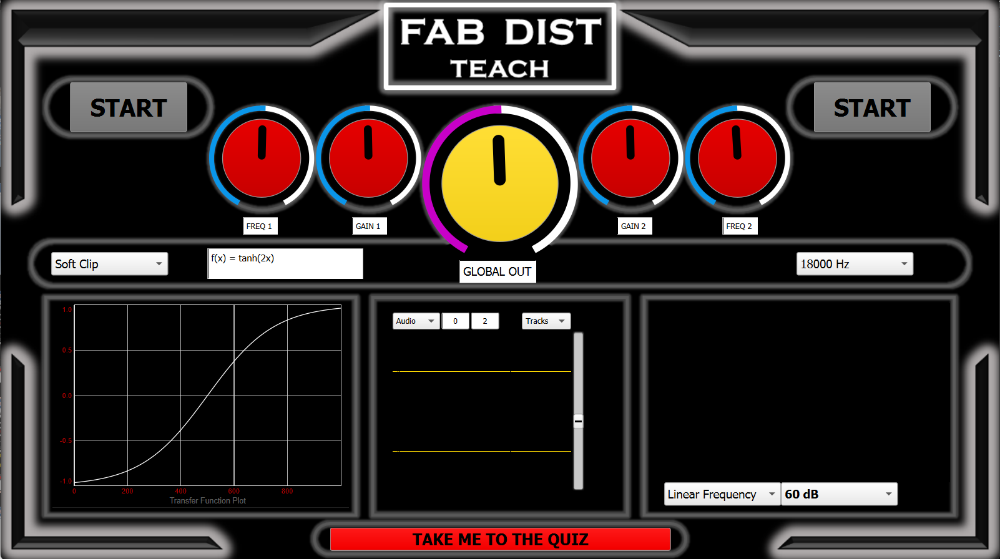 FAB DIST
TEACH
START
START
FREQ 1
GAIN 1
GAIN 2
FREQ 2
GLOBAL OUT
Soft Clip
f(x) = tanh(2x)
18000 Hz
1.0
0.5
0.0
-0.5
-1.0
0 200 400 600 800
Transfer Function Plot
Audio 0 2 Tracks
Linear Frequency 60 dB
TAKE ME TO THE QUIZ